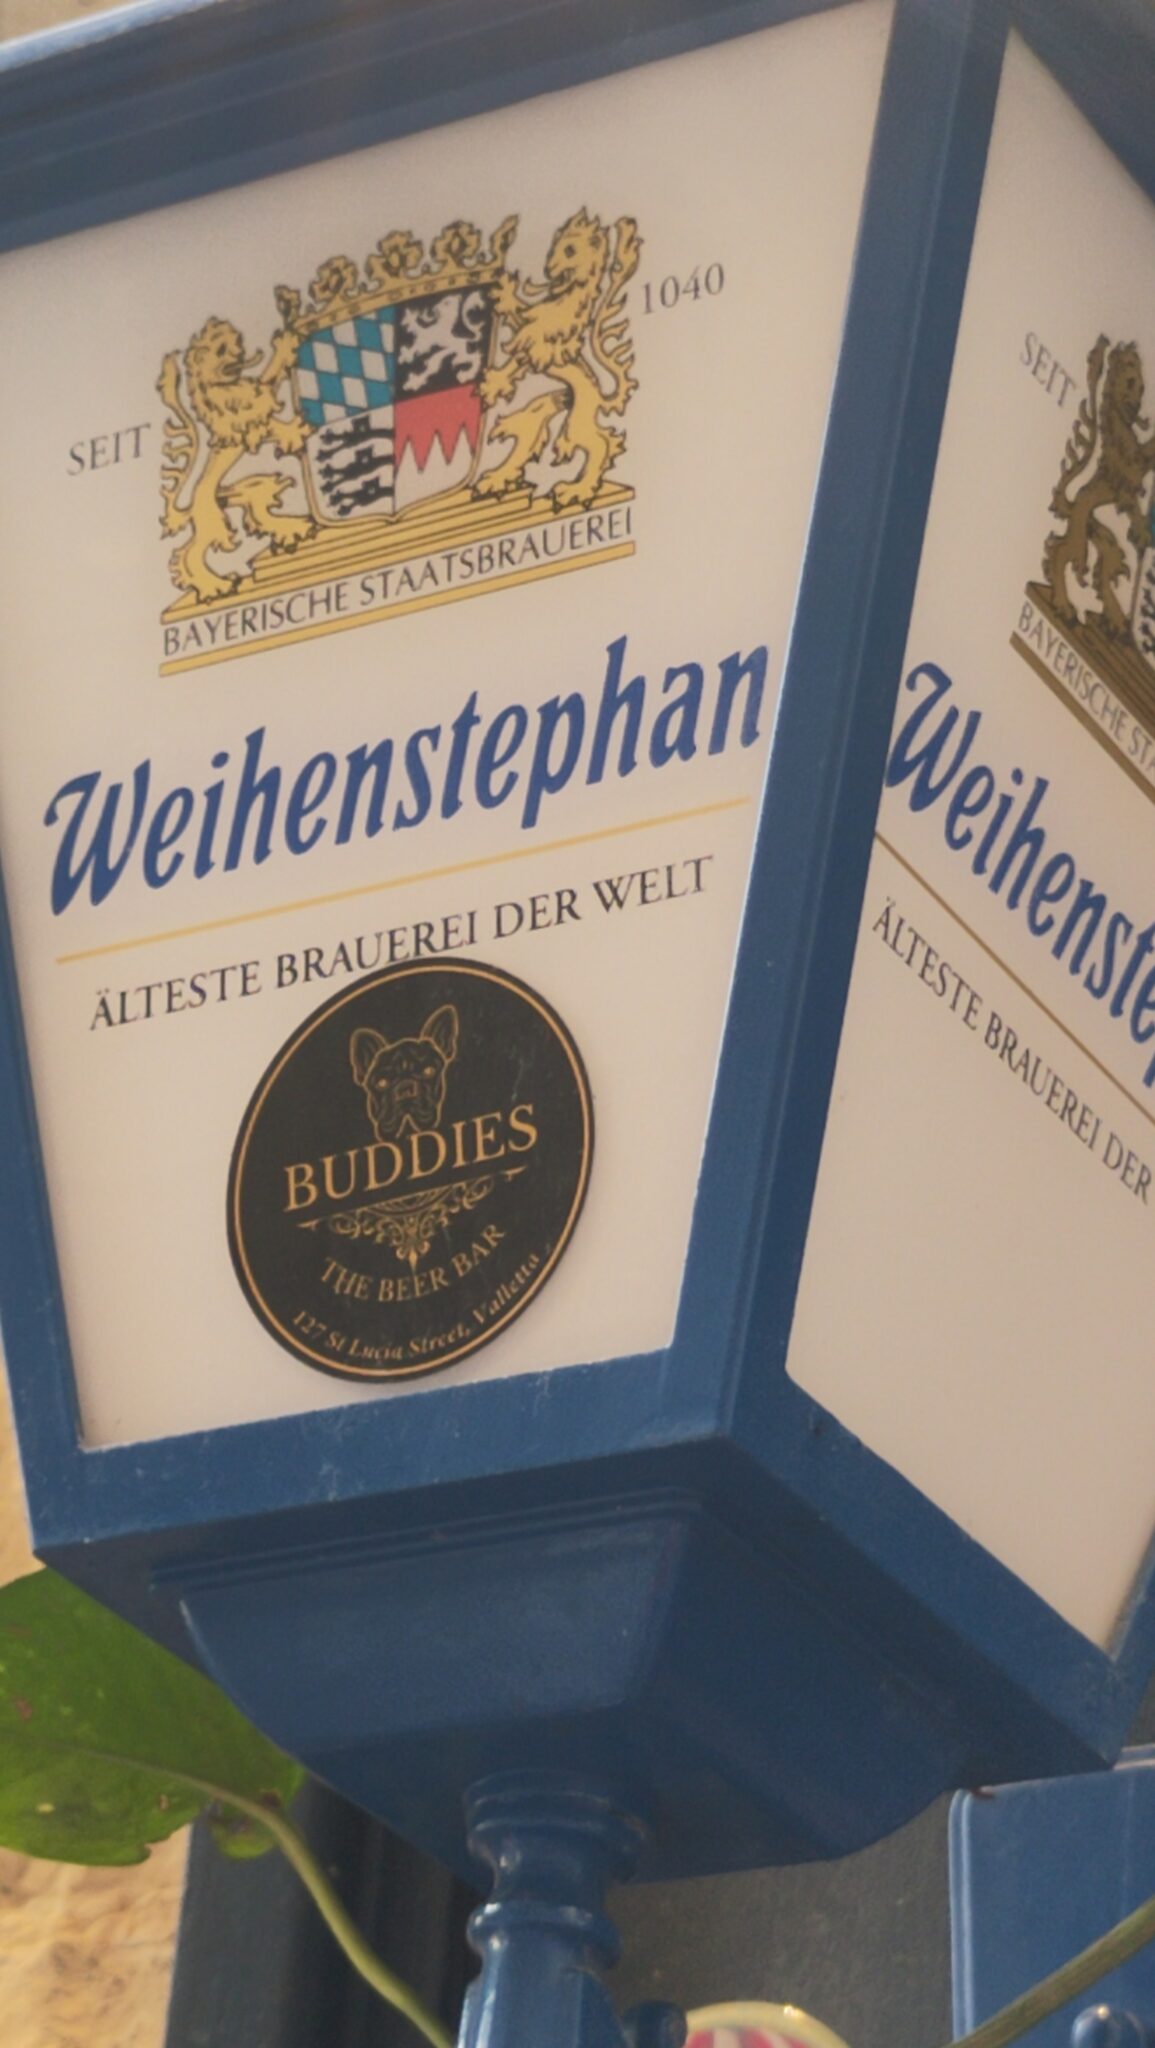 SEIT
1040
BAYERISCHE STAATSBRAUEREI
Weihenstephan
ÄLTESTE BRAUEREI DER WELT
BUDDIES
THE BEER BAR
127 St Lucia Street, Valletta
SEIT
BAYERISCHE STA
Weihenste
ÄLTESTE BRAUEREI DER